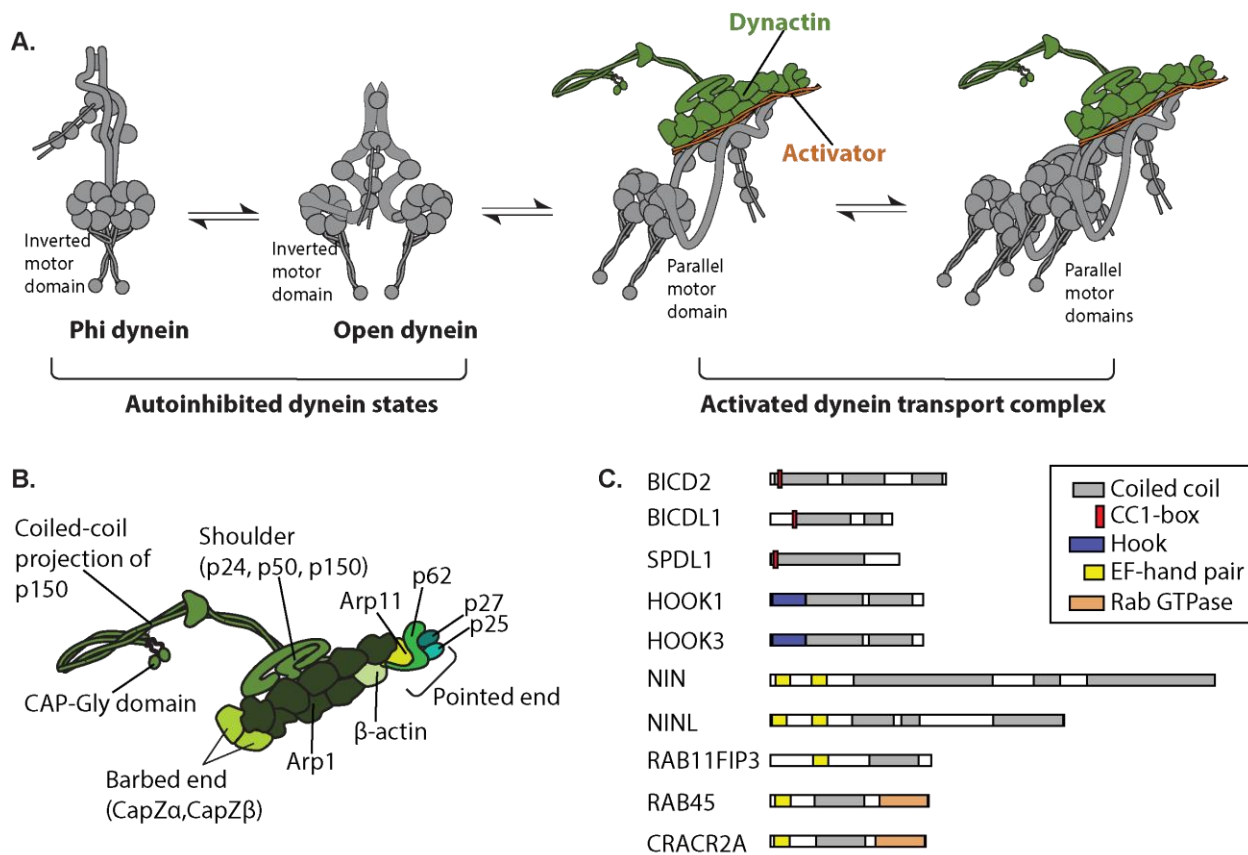 A.
Dynactin
Activator
Inverted
motor
domain
Inverted
motor
domain
Parallel
motor
domain
Parallel
motor
domains
Phi dynein
Open dynein
Autoinhibited dynein states
Activated dynein transport complex
B.
Coiled-coil
projection of
p150
Shoulder
(p24, p50, p150)
p62
Arp11
p27
p25
CAP-Gly domain
Pointed end
β-actin
Arp1
Barbed end
(CapZα,CapZβ)
C.
BICD2
BICDL1
SPDL1
HOOK1
HOOK3
NIN
NINL
RAB11FIP3
RAB45
CRACR2A
Coiled coil
CC1-box
Hook
EF-hand pair
Rab GTPase